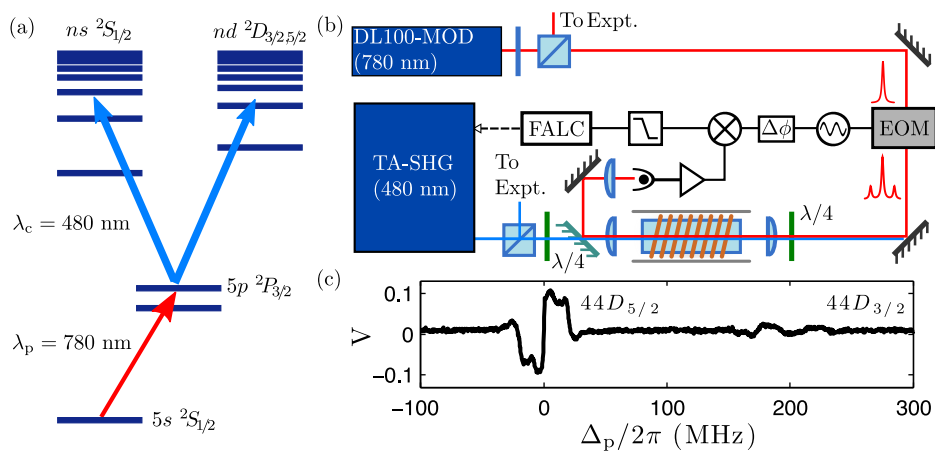 (a)
ns ²S₁/₂
nd ²D₃/₂,₅/₂
λc = 480 nm
5p ²P₃/₂
λp = 780 nm
5s ²S₁/₂
(b)
To Expt.
DL100-MOD
(780 nm)
FALC
Δϕ
EOM
TA-SHG
(480 nm)
To
Expt.
λ/4
λ/4
(c)
44D₅/₂
44D₃/₂
V
0.1
0
−0.1
−100
0
100
200
300
Δp/2π (MHz)